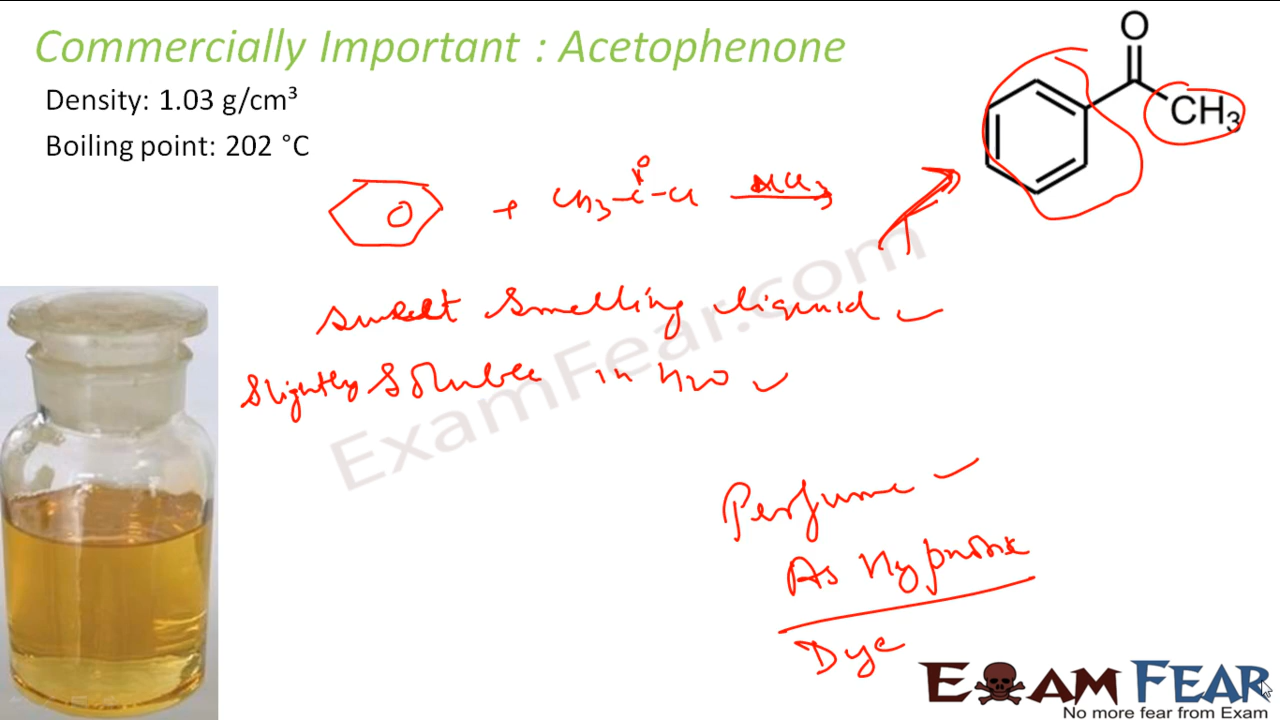 Commercially Important : Acetophenone
Density: 1.03 g/cm³
Boiling point: 202 °C
O
CH₃
+ CH3-C-Cl AlCl3
O
Sweet Smelling liquid
Slightly Soluble in H2O
Perfume
As Hypnone
Dye
ExamFear.com
EXAM FEAR
No more fear from Exam